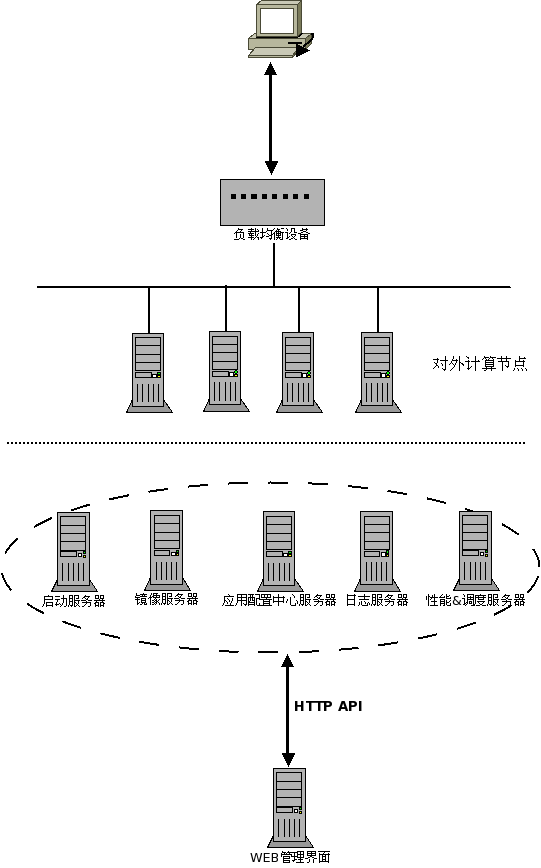 负载均衡设备
对外计算节点
启动服务器
镜像服务器
应用配置中心服务器
日志服务器
性能&调度服务器
HTTP API
WEB管理界面